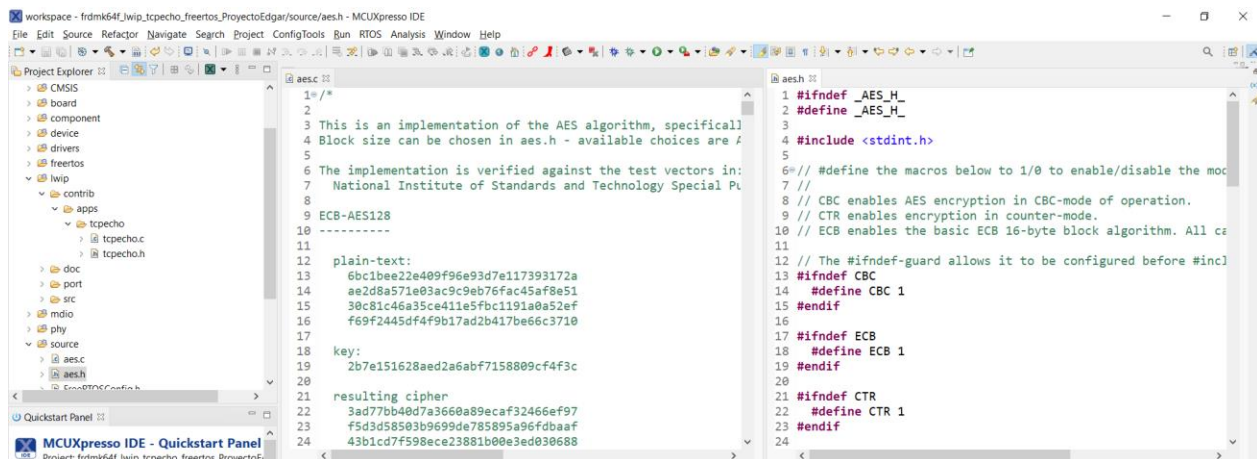 workspace - frdmk64f_lwip_tcpecho_freertos_ProyectoEdgar/source/aes.h - MCUXpresso IDE
File Edit Source Refactor Navigate Search Project ConfigTools Run RTOS Analysis Window Help
Project Explorer
CMSIS
board
component
device
drivers
freertos
lwip
contrib
apps
tcpecho
tcpecho.c
tcpecho.h
doc
port
src
mdio
phy
source
aes.c
aes.h
FreeRTOSConfig.h
Quickstart Panel
MCUXpresso IDE - Quickstart Panel
Project: frdmk64f_lwip_tcpecho_freertos_ProyectoE
aes.c
1 /*
2
3 This is an implementation of the AES algorithm, specificall
4 Block size can be chosen in aes.h - available choices are A
5
6 The implementation is verified against the test vectors in:
7 National Institute of Standards and Technology Special Pu
8
9 ECB-AES128
10 ----------
11
12 plain-text:
13 6bc1bee22e409f96e93d7e117393172a
14 ae2d8a571e03ac9c9eb76fac45af8e51
15 30c81c46a35ce411e5fbc1191a0a52ef
16 f69f2445df4f9b17ad2b417be66c3710
17
18 key:
19 2b7e151628aed2a6abf7158809cf4f3c
20
21 resulting cipher
22 3ad77bb40d7a3660a89ecaf32466ef97
23 f5d3d58503b9699de785895a96fdbaaf
24 43b1cd7f598ece23881b00e3ed030688
aes.h
1 #ifndef _AES_H_
2 #define _AES_H_
3
4 #include <stdint.h>
5
6 // #define the macros below to 1/0 to enable/disable the mod
7 //
8 // CBC enables AES encryption in CBC-mode of operation.
9 // CTR enables encryption in counter-mode.
10 // ECB enables the basic ECB 16-byte block algorithm. All ca
11
12 // The #ifndef-guard allows it to be configured before #incl
13 #ifndef CBC
14 #define CBC 1
15 #endif
16
17 #ifndef ECB
18 #define ECB 1
19 #endif
20
21 #ifndef CTR
22 #define CTR 1
23 #endif
24